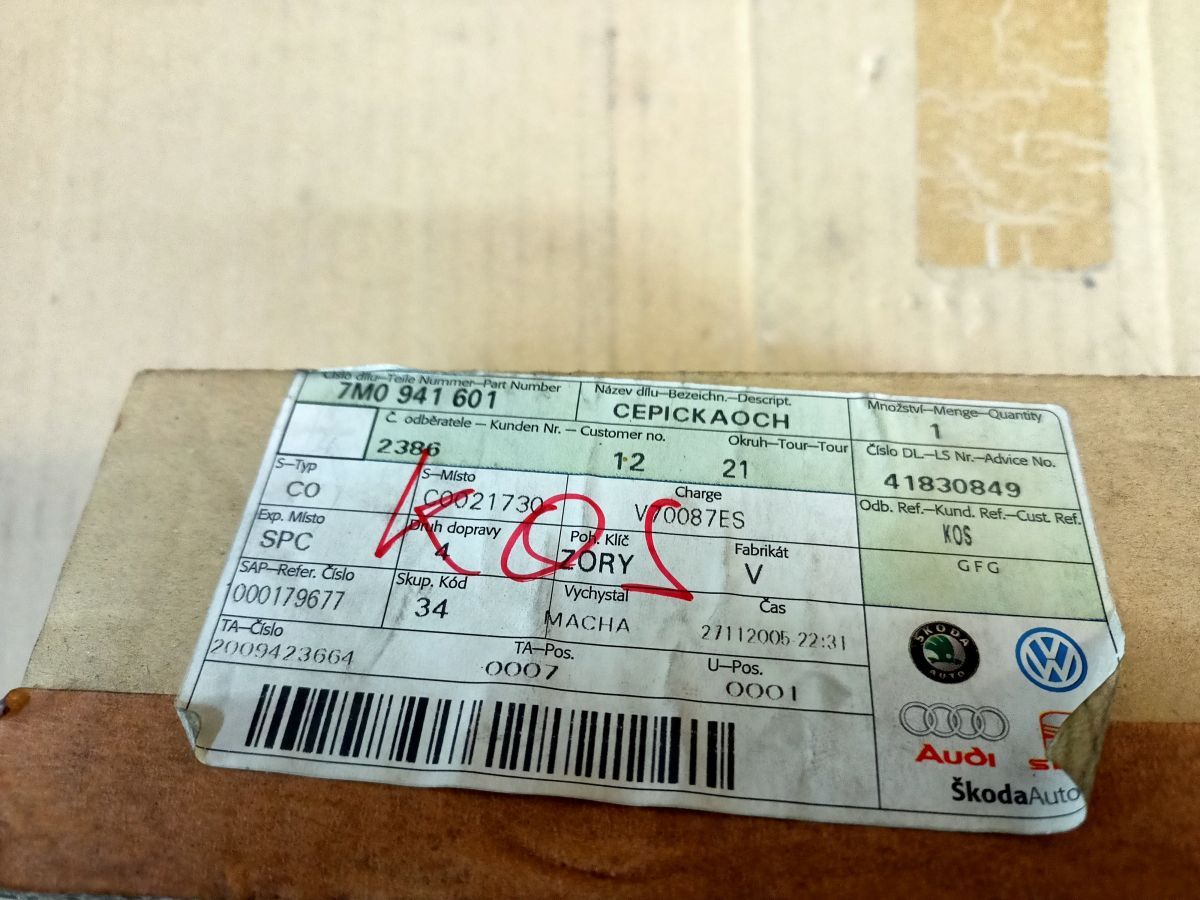 Číslo dílu–Teile Nummer–Part Number
7M0 941 601
Název dílu–Bezeichn.–Descript.
CEPICKAOCH
Množství–Menge–Quantity
1
Č. odběratele – Kunden Nr. – Customer no.
2386
12
Okruh–Tour–Tour
21
Číslo DL.–LS Nr.–Advice No.
41830849
S–Typ
CO
S–Místo
C0021730
Charge
V70087ES
Odb. Ref.–Kund. Ref.–Cust. Ref.
KOS
GFG
Exp. Místo
SPC
Druh dopravy
4
Poh. Klíč
ZORY
Fabrikát
V
KOS
SAP–Refer. Číslo
1000179677
Skup. Kód
34
Vychystal
MACHA
Čas
27112005 22:31
TA–Číslo
2009423664
TA–Pos.
0007
U–Pos.
0001
ŠKODA
AUTO
Audi
ŠkodaAuto